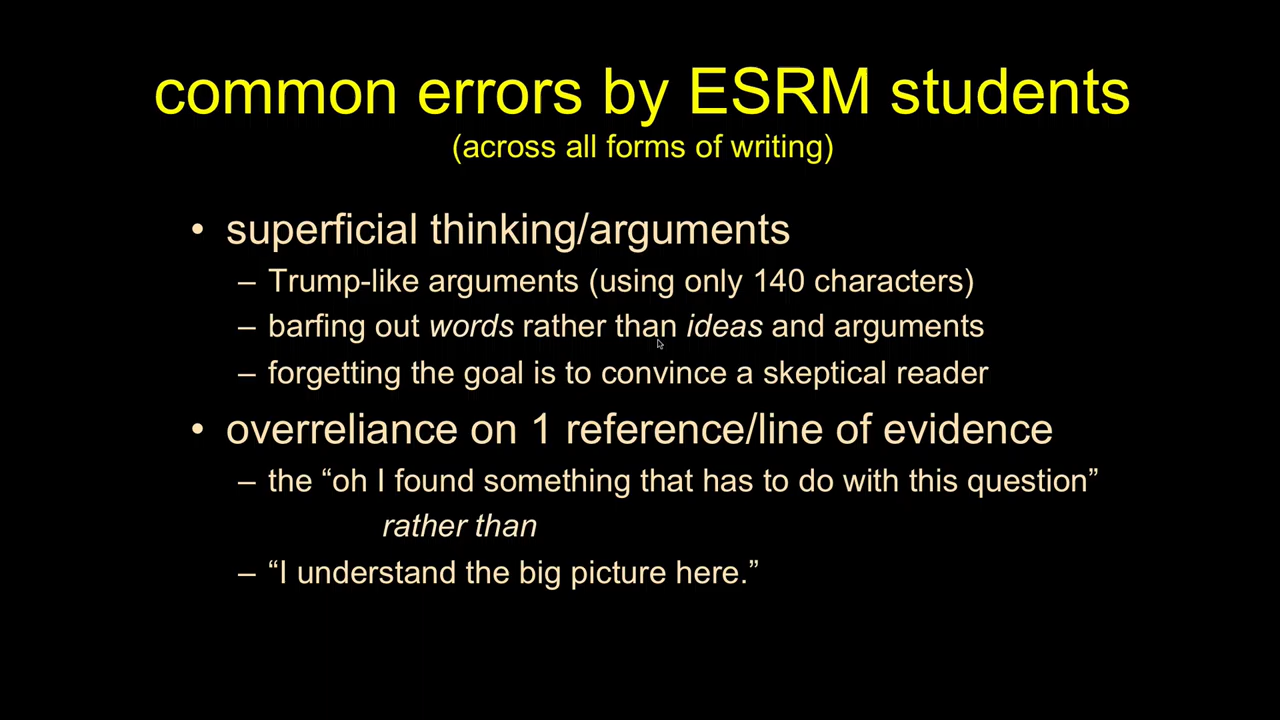 common errors by ESRM students
(across all forms of writing)
• superficial thinking/arguments
– Trump-like arguments (using only 140 characters)
– barfing out words rather than ideas and arguments
– forgetting the goal is to convince a skeptical reader
• overreliance on 1 reference/line of evidence
– the “oh I found something that has to do with this question”
rather than
– “I understand the big picture here.”